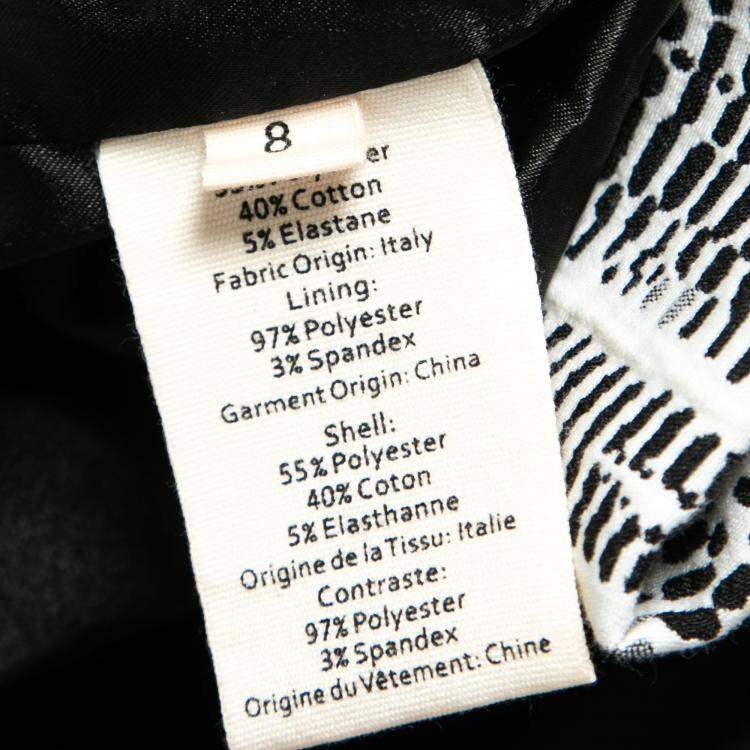 8
er
40% Cotton
5% Elastane
Fabric Origin: Italy
Lining:
97% Polyester
3% Spandex
Garment Origin: China
Shell:
55% Polyester
40% Coton
5% Elasthanne
Origine de la Tissu: Italie
Contraste:
97% Polyester
3% Spandex
Origine du Vêtement: Chine